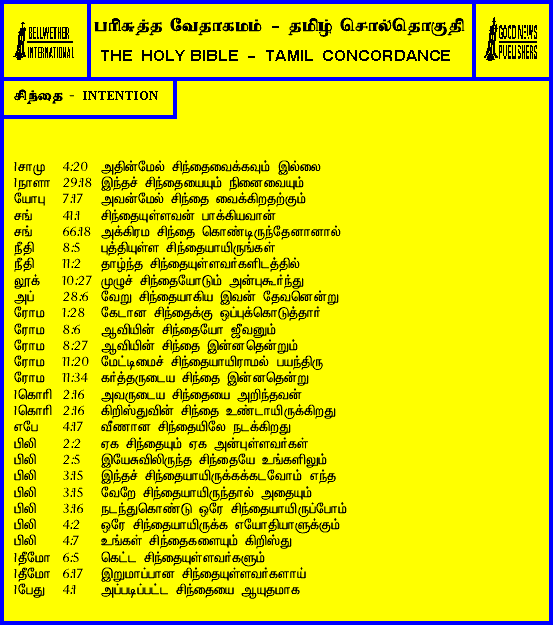 BELLWETHER INTERNATIONAL
பரிசுத்த வேதாகமம் - தமிழ் சொல்தொகுதி
THE HOLY BIBLE - TAMIL CONCORDANCE
GOOD NEWS PUBLISHERS
சிந்தை - INTENTION
1சாமு 4:20 அதின்மேல் சிந்தைவைக்கவும் இல்லை
1நாளா 29:18 இந்தச் சிந்தையையும் நினைவையும்
யோபு 7:17 அவன்மேல் சிந்தை வைக்கிறதற்கும்
சங் 41:1 சிந்தையுள்ளவன் பாக்கியவான்
சங் 66:18 அக்கிரம சிந்தை கொண்டிருந்தேனானால்
நீதி 8:5 புத்தியுள்ள சிந்தையாயிருங்கள்
நீதி 11:2 தாழ்ந்த சிந்தையுள்ளவர்களிடத்தில்
லூக் 10:27 முழுச் சிந்தையோடும் அன்புகூர்ந்து
அப் 28:6 வேறு சிந்தையாகிய இவன் தேவனென்று
ரோம 1:28 கேடான சிந்தைக்கு ஒப்புக்கொடுத்தார்
ரோம 8:6 ஆவியின் சிந்தையோ ஜீவனும்
ரோம 8:27 ஆவியின் சிந்தை இன்னதென்றும்
ரோம 11:20 மேட்டிமைச் சிந்தையாயிராமல் பயந்திரு
ரோம 11:34 கர்த்தருடைய சிந்தை இன்னதென்று
1கொரி 2:16 அவருடைய சிந்தையை அறிந்தவன்
1கொரி 2:16 கிறிஸ்துவின் சிந்தை உண்டாயிருக்கிறது
எபே 4:17 வீணான சிந்தையிலே நடக்கிறது
பிலி 2:2 ஏக சிந்தையும் ஏக அன்புள்ளவர்கள்
பிலி 2:5 இயேசுவிலிருந்த சிந்தையே உங்களிலும்
பிலி 3:15 இந்தச் சிந்தையாயிருக்கக்கடவோம் எந்த
பிலி 3:15 வேறே சிந்தையாயிருந்தால் அதையும்
பிலி 3:16 நடந்துகொண்டு ஒரே சிந்தையாயிருப்போம்
பிலி 4:2 ஒரே சிந்தையாயிருக்க எயோதியாளுக்கும்
பிலி 4:7 உங்கள் சிந்தைகளையும் கிறிஸ்து
1தீமோ 6:5 கெட்ட சிந்தையுள்ளவர்களும்
1தீமோ 6:17 இறுமாப்பான சிந்தையுள்ளவர்களாய்
1பேது 4:1 அப்படிப்பட்ட சிந்தையை ஆயுதமாக